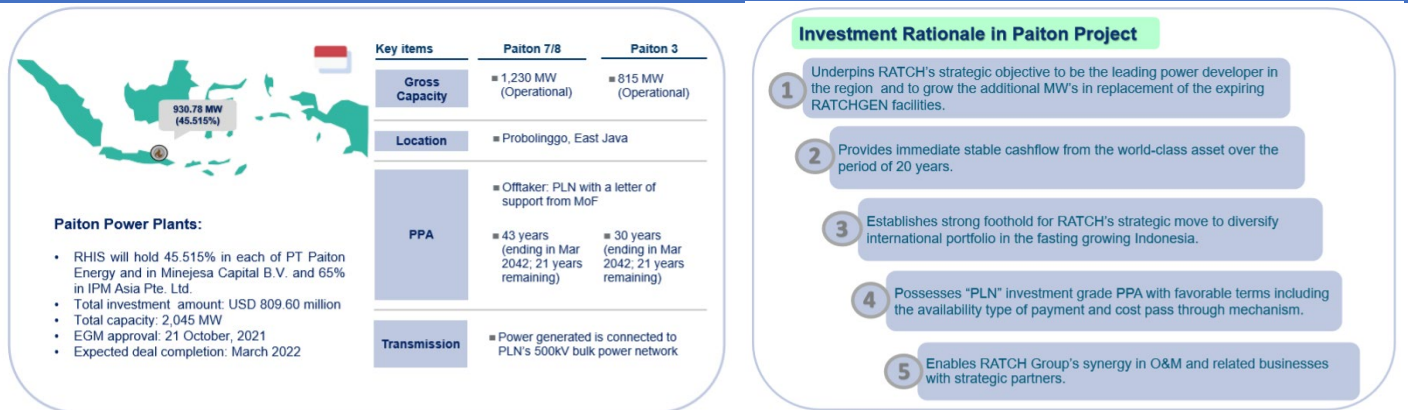 930.78 MW
(45.515%)
Paiton Power Plants:
• RHIS will hold 45.515% in each of PT Paiton
Energy and in Minejesa Capital B.V. and 65%
in IPM Asia Pte. Ltd.
• Total investment amount: USD 809.60 million
• Total capacity: 2,045 MW
• EGM approval: 21 October, 2021
• Expected deal completion: March 2022
Key items Paiton 7/8 Paiton 3
Gross
Capacity
■ 1,230 MW
(Operational)
■ 815 MW
(Operational)
Location
■ Probolinggo, East Java
PPA
■ Offtaker: PLN with a letter of
support from MoF
■ 43 years
(ending in Mar
2042; 21 years
remaining)
■ 30 years
(ending in Mar
2042; 21 years
remaining)
Transmission
■ Power generated is connected to
PLN's 500kV bulk power network
Investment Rationale in Paiton Project
1
Underpins RATCH's strategic objective to be the leading power developer in
the region and to grow the additional MW's in replacement of the expiring
RATCHGEN facilities.
2
Provides immediate stable cashflow from the world-class asset over the
period of 20 years.
3
Establishes strong foothold for RATCH's strategic move to diversify
international portfolio in the fasting growing Indonesia.
4
Possesses “PLN” investment grade PPA with favorable terms including
the availability type of payment and cost pass through mechanism.
5
Enables RATCH Group's synergy in O&M and related businesses
with strategic partners.